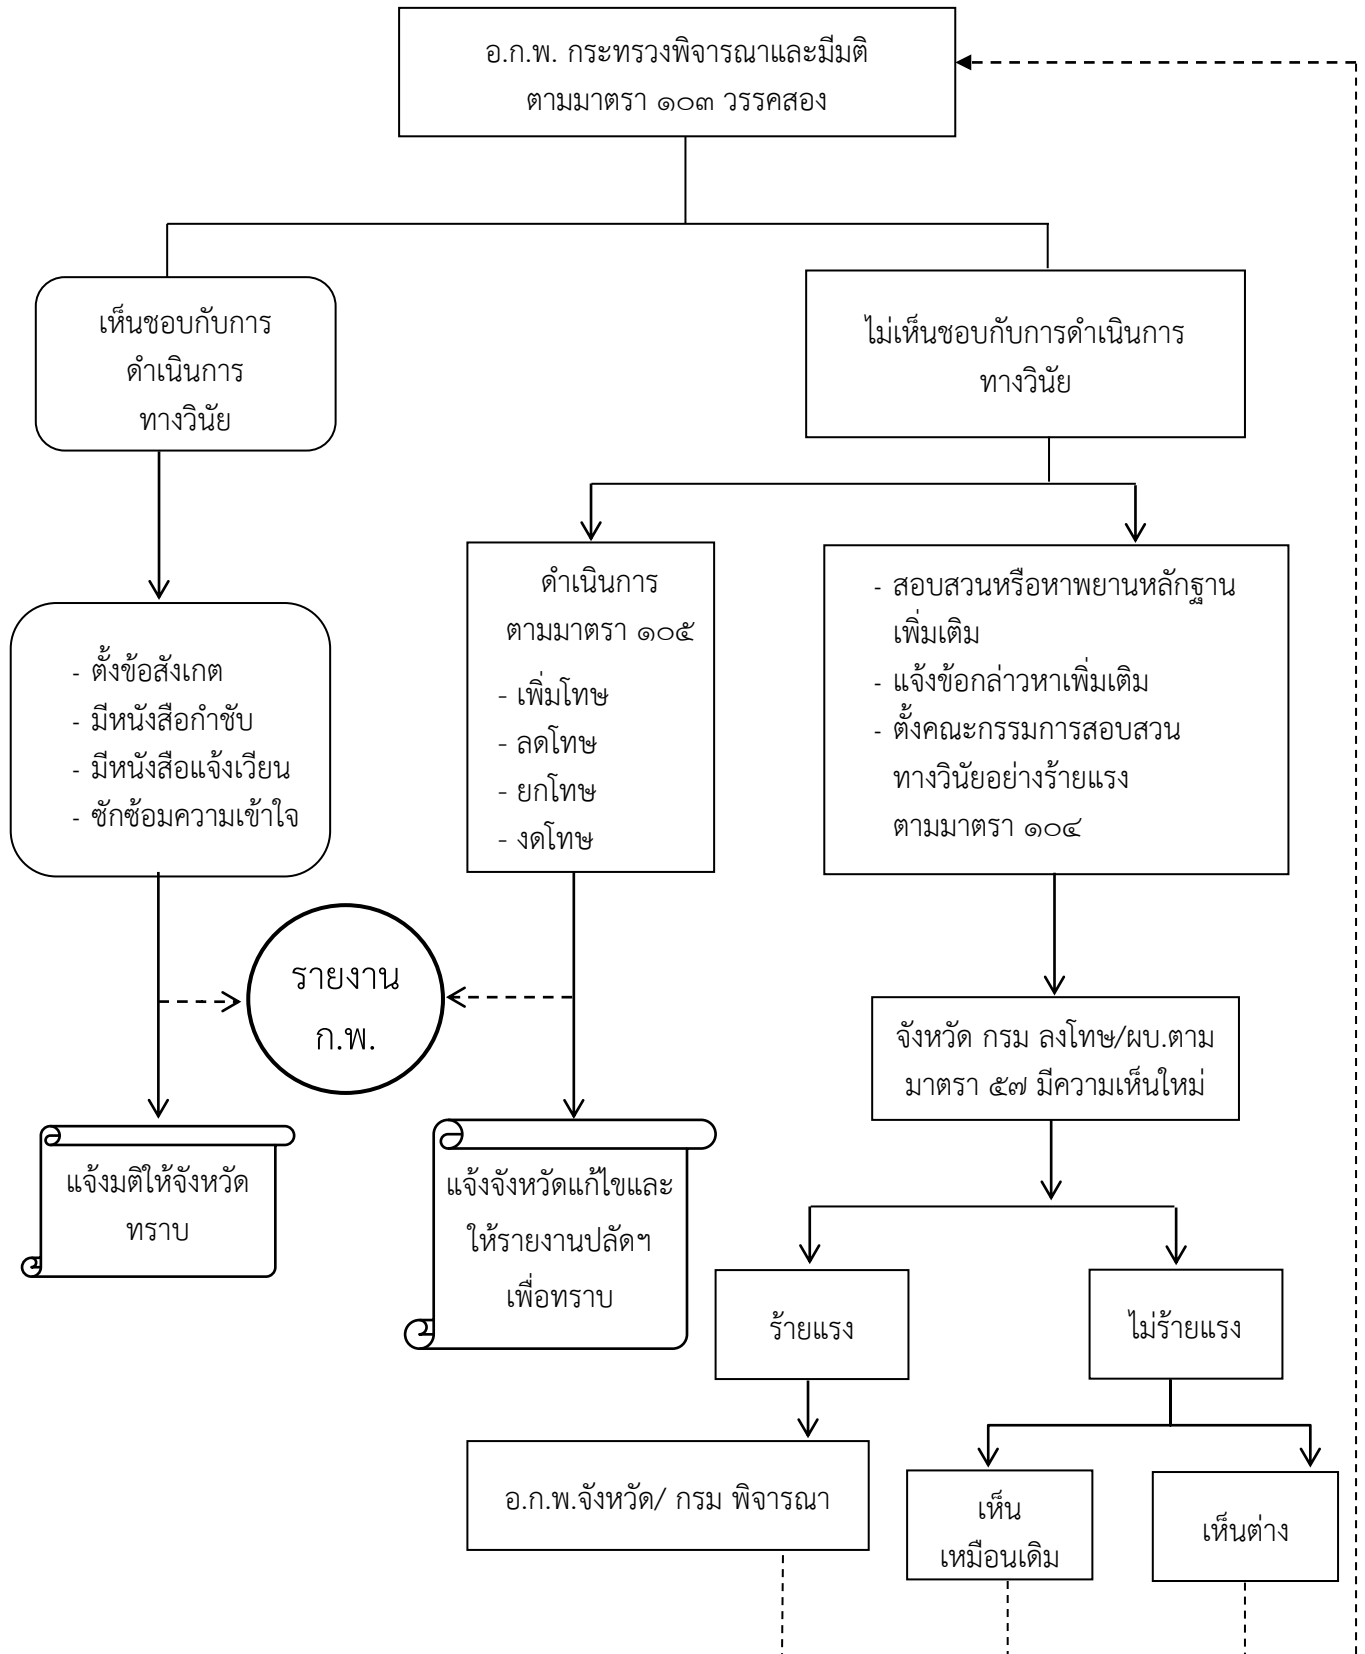 อ.ก.พ. กระทรวงพิจารณาและมีมติ
ตามมาตรา ๑๐๓ วรรคสอง
เห็นชอบกับการ
ดำเนินการ
ทางวินัย
ไม่เห็นชอบกับการดำเนินการ
ทางวินัย
- ตั้งข้อสังเกต
- มีหนังสือกำชับ
- มีหนังสือแจ้งเวียน
- ซักซ้อมความเข้าใจ
ดำเนินการ
ตามมาตรา ๑๐๕
- เพิ่มโทษ
- ลดโทษ
- ยกโทษ
- งดโทษ
- สอบสวนหรือหาพยานหลักฐาน
เพิ่มเติม
- แจ้งข้อกล่าวหาเพิ่มเติม
- ตั้งคณะกรรมการสอบสวน
ทางวินัยอย่างร้ายแรง
ตามมาตรา ๑๐๔
รายงาน
ก.พ.
จังหวัด กรม ลงโทษ/ผบ.ตาม
มาตรา ๕๗ มีความเห็นใหม่
แจ้งมติให้จังหวัด
ทราบ
แจ้งจังหวัดแก้ไขและ
ให้รายงานปลัดฯ
เพื่อทราบ
ร้ายแรง
ไม่ร้ายแรง
อ.ก.พ.จังหวัด/ กรม พิจารณา
เห็น
เหมือนเดิม
เห็นต่าง